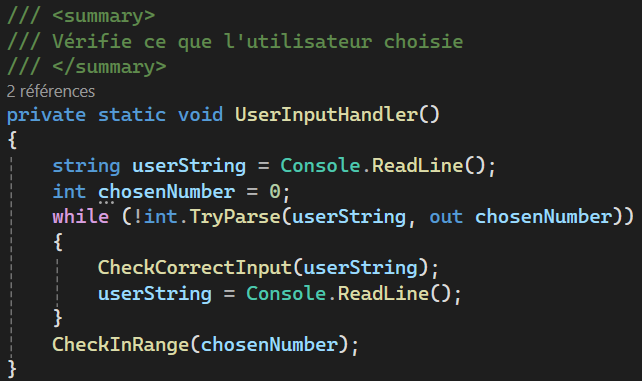 /// <summary>
/// Vérifie ce que l'utilisateur choisie
/// </summary>
2 références
private static void UserInputHandler()
{
    string userString = Console.ReadLine();
    int chosenNumber = 0;
    while (!int.TryParse(userString, out chosenNumber))
    {
        CheckCorrectInput(userString);
        userString = Console.ReadLine();
    }
    CheckInRange(chosenNumber);
}